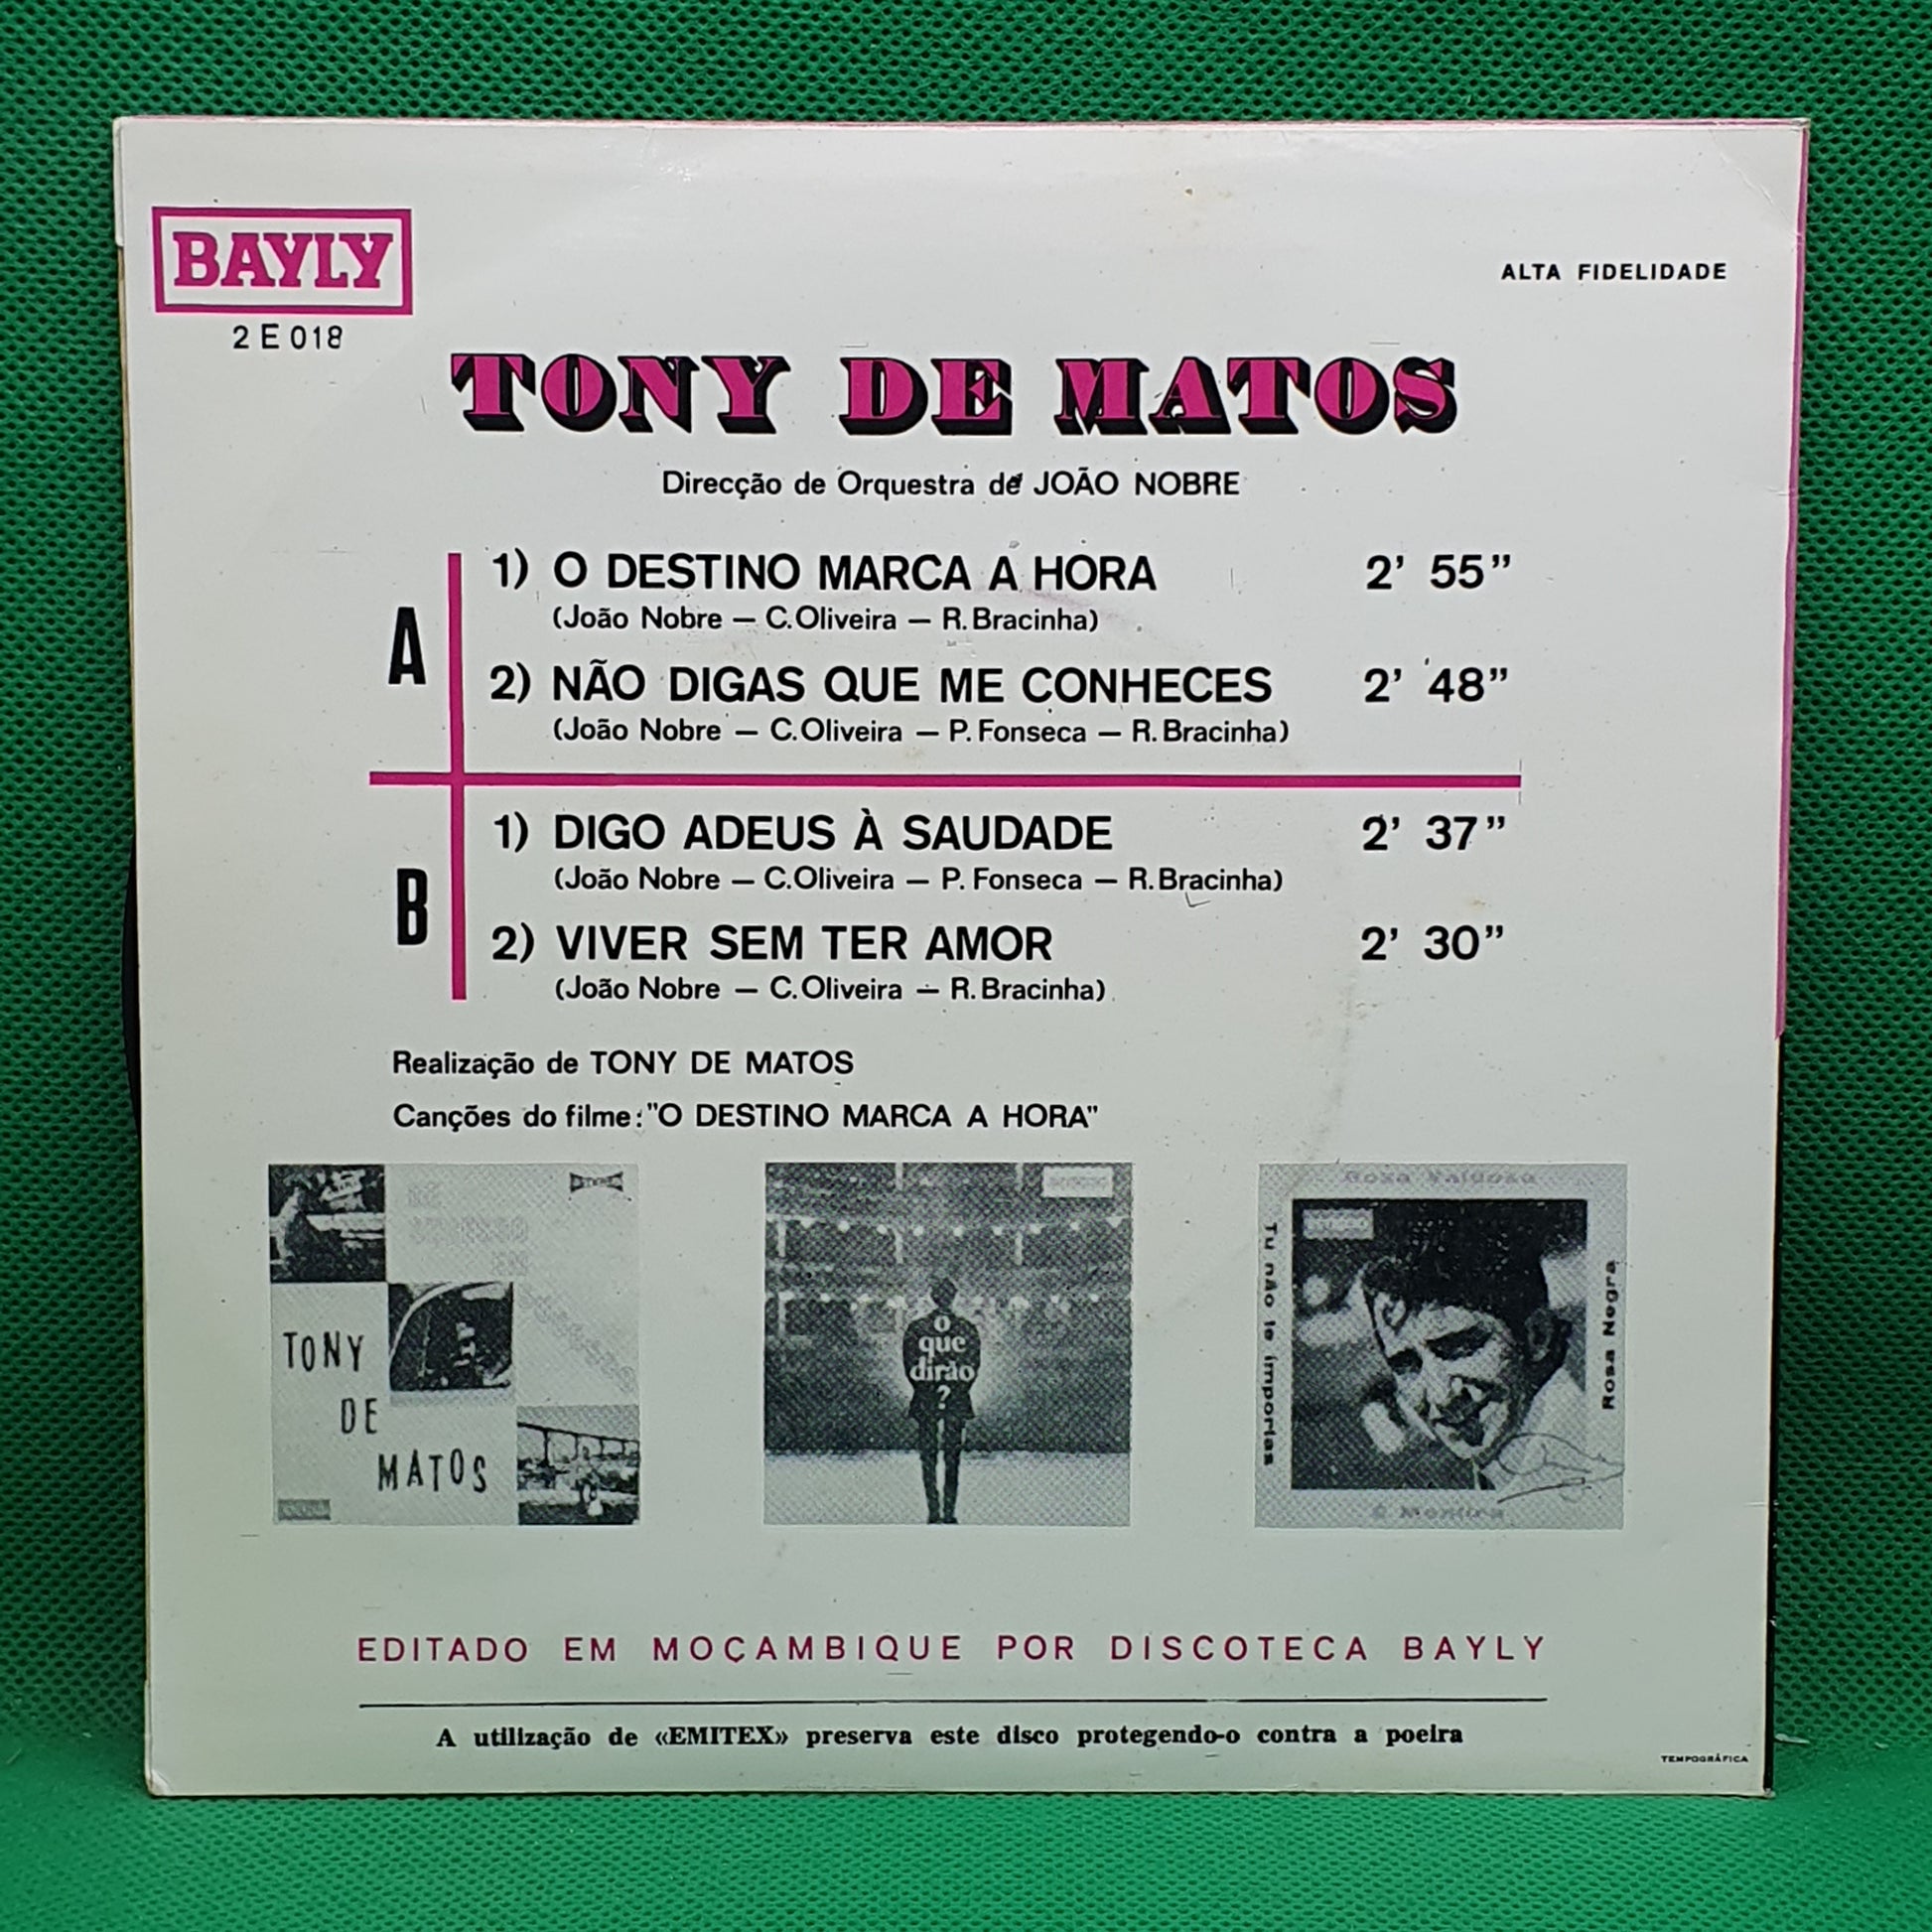 BAYLY
2 E 018
ALTA FIDELIDADE
TONY DE MATOS
Direcção de Orquestra de JOÃO NOBRE
A
1) O DESTINO MARCA A HORA 2’ 55”
(João Nobre — C. Oliveira — R. Bracinha)
2) NÃO DIGAS QUE ME CONHECES 2’ 48”
(João Nobre — C. Oliveira — P. Fonseca — R. Bracinha)
B
1) DIGO ADEUS À SAUDADE 2’ 37”
(João Nobre — C. Oliveira — P. Fonseca — R. Bracinha)
2) VIVER SEM TER AMOR 2’ 30”
(João Nobre — C. Oliveira — R. Bracinha)
Realização de TONY DE MATOS
Canções do filme: "O DESTINO MARCA A HORA"
TONY
DE
MATOS
o
que
dirão
?
Tu não le importas
Rosa Negra
EDITADO EM MOÇAMBIQUE POR DISCOTECA BAYLY
A utilização de «EMITEX» preserva este disco protegendo-o contra a poeira
TEMPOGRÁFICA